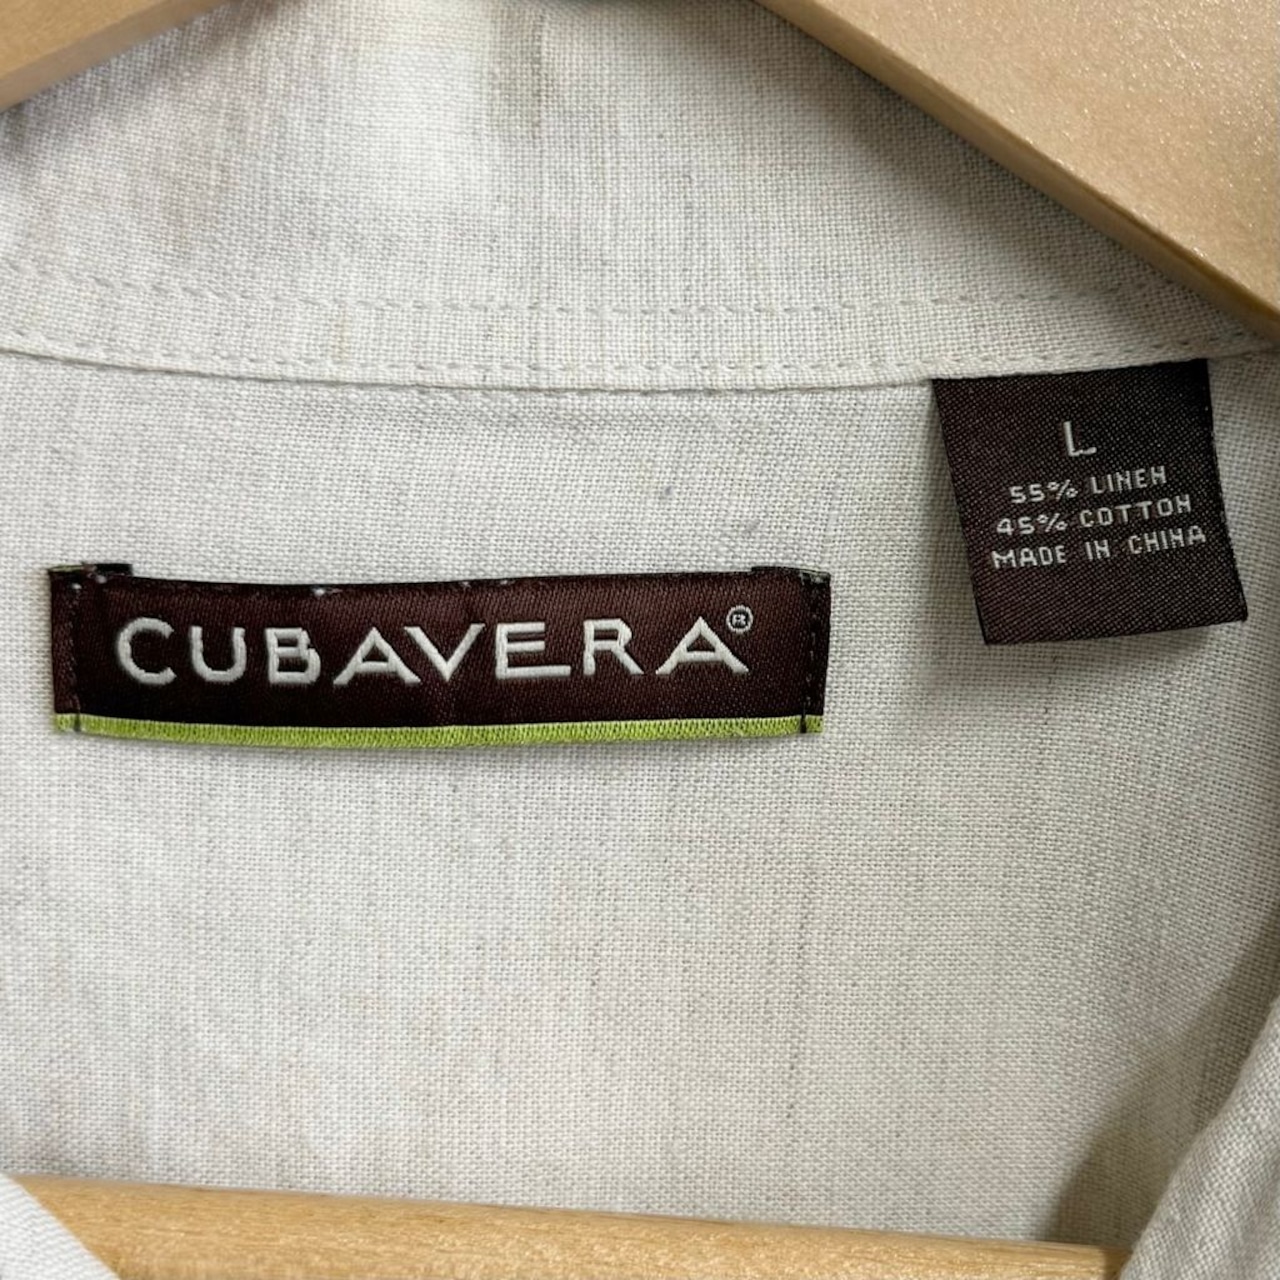 CUBAVERA®
L
55% LINEN
45% COTTON
MADE IN CHINA